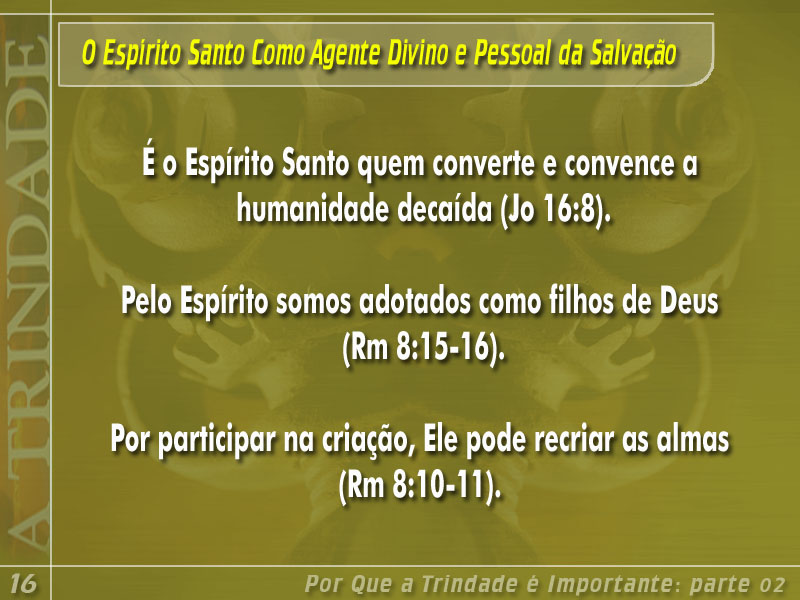 O Espírito Santo Como Agente Divino e Pessoal da Salvação
A TRINDADE
É o Espírito Santo quem converte e convence a
humanidade decaída (Jo 16:8).
Pelo Espírito somos adotados como filhos de Deus
(Rm 8:15-16).
Por participar na criação, Ele pode recriar as almas
(Rm 8:10-11).
16
Por Que a Trindade é Importante: parte 02